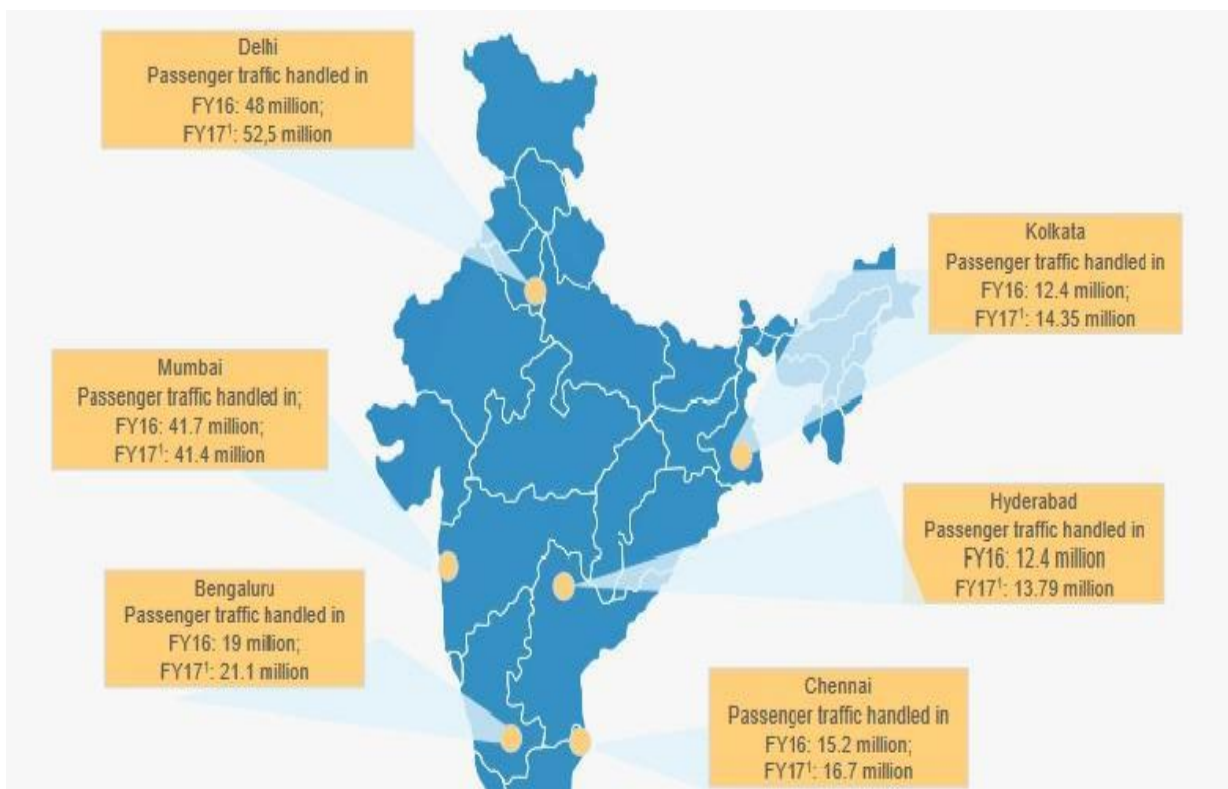 Delhi
Passenger traffic handled in
FY16: 48 million;
FY17¹: 52,5 million
Kolkata
Passenger traffic handled in
FY16: 12.4 million;
FY17¹: 14.35 million
Mumbai
Passenger traffic handled in;
FY16: 41.7 million;
FY17¹: 41.4 million
Hyderabad
Passenger traffic handled in
FY16: 12.4 million
FY17¹: 13.79 million
Bengaluru
Passenger traffic handled in
FY16: 19 million;
FY17¹: 21.1 million
Chennai
Passenger traffic handled in
FY16: 15.2 million;
FY17¹: 16.7 million